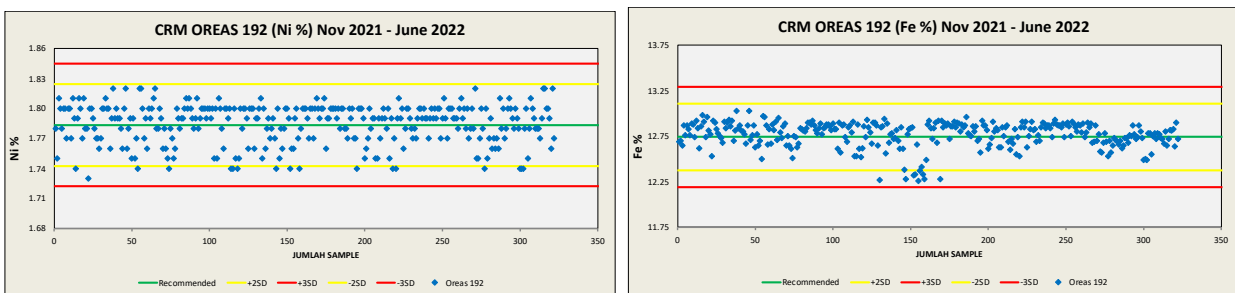 CRM OREAS 192 (Ni %) Nov 2021 - June 2022
1.86
1.83
1.80
1.77
1.74
1.71
1.68
Ni %
0 50 100 150 200 250 300 350
JUMLAH SAMPLE
Recommended +2SD +3SD -2SD -3SD Oreas 192
CRM OREAS 192 (Fe %) Nov 2021 - June 2022
13.75
13.25
12.75
12.25
11.75
Fe %
0 50 100 150 200 250 300 350
JUMLAH SAMPLE
Recommended +2SD +3SD -2SD -3SD Oreas 192